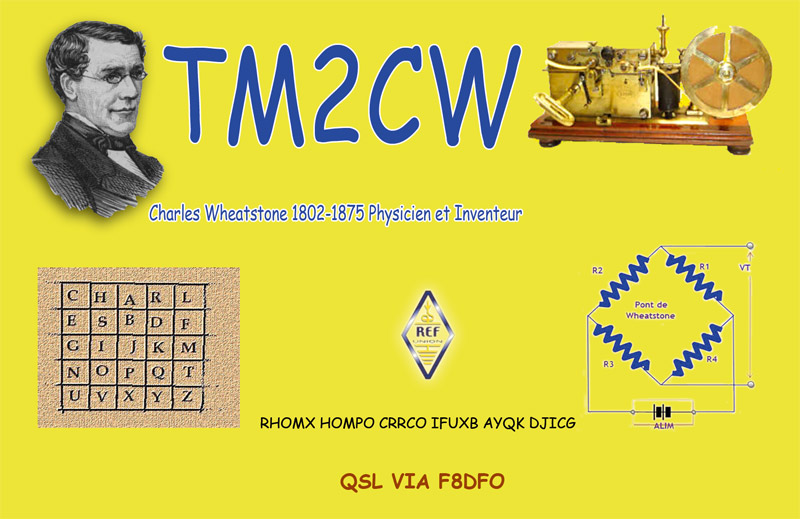 TM2CW
Charles Wheatstone 1802-1875 Physicien et Inventeur
C H A R L
E S B D F
G I J K M
N O P Q T
U V X Y Z
REF
UNION
R2
R1
VT
Pont de
Wheatstone
R3
R4
ALIM
RHOMX HOMPO CRRCO IFUXB AYQK DJICG
QSL VIA F8DFO